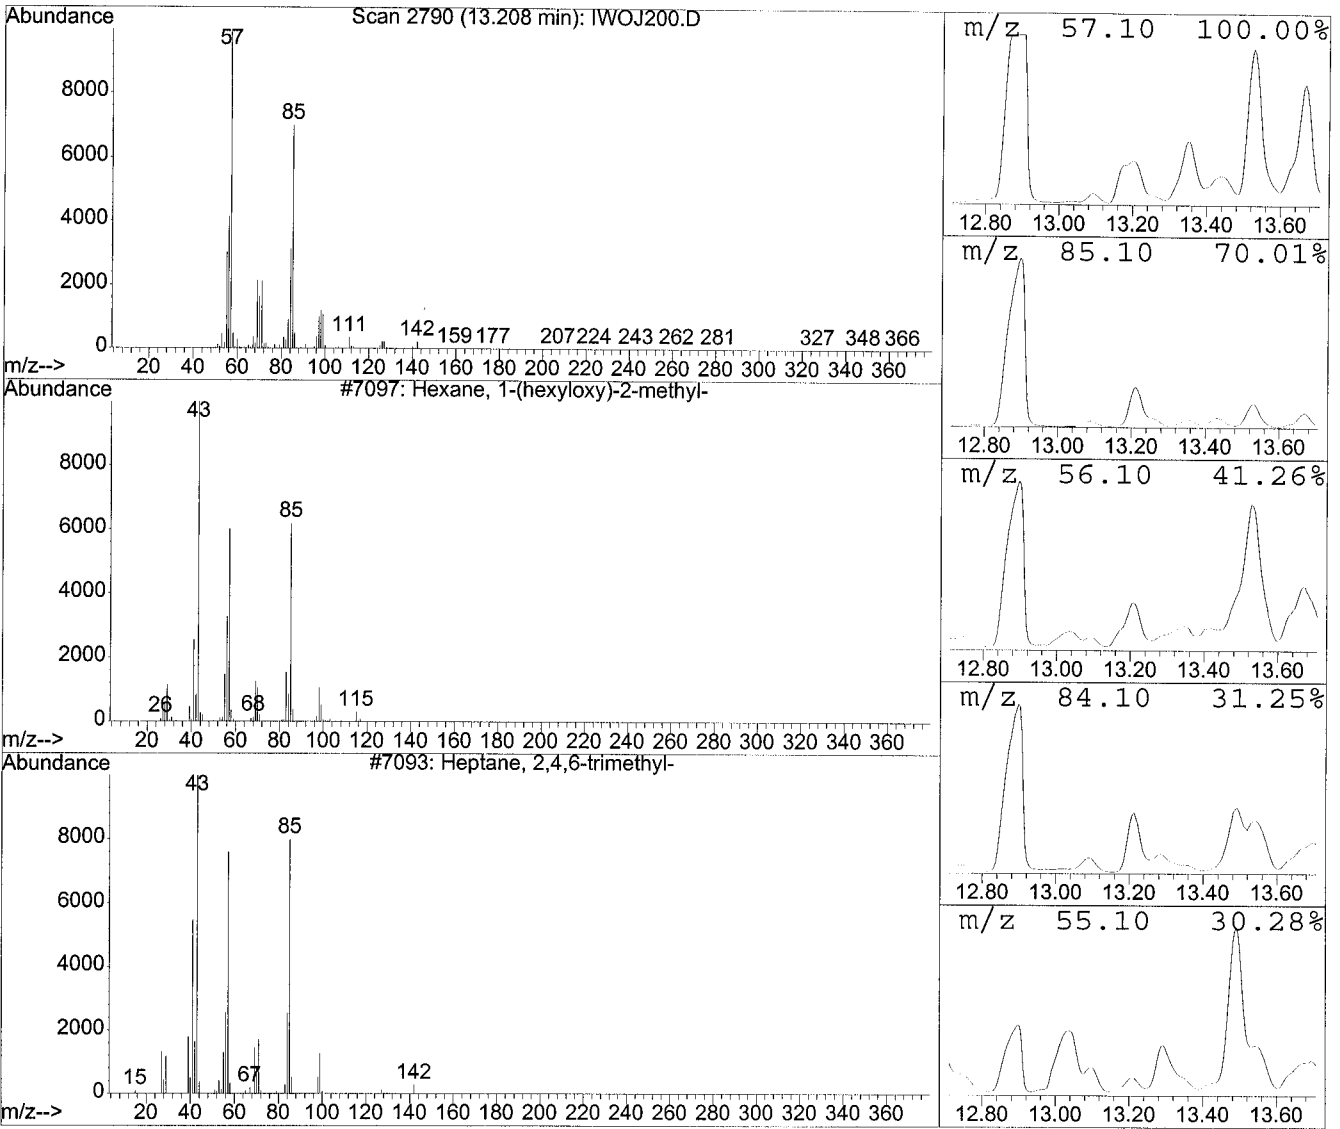 Abundance Scan 2790 (13.208 min): IWOJ200.D
57
8000
85
6000
4000
2000
111 142 159 177 207 224 243 262 281 327 348 366
0
20 40 60 80 100 120 140 160 180 200 220 240 260 280 300 320 340 360
m/z-->
Abundance #7097: Hexane, 1-(hexyloxy)-2-methyl-
43
8000
85
6000
4000
2000
26 68 115
0
m/z--> 20 40 60 80 100 120 140 160 180 200 220 240 260 280 300 320 340 360
Abundance #7093: Heptane, 2,4,6-trimethyl-
43
85
8000
6000
4000
2000
15 67 142
0
m/z--> 20 40 60 80 100 120 140 160 180 200 220 240 260 280 300 320 340 360
m/z 57.10 100.00%
12.80 13.00 13.20 13.40 13.60
m/z 85.10 70.01%
12.80 13.00 13.20 13.40 13.60
m/z 56.10 41.26%
12.80 13.00 13.20 13.40 13.60
m/z 84.10 31.25%
12.80 13.00 13.20 13.40 13.60
m/z 55.10 30.28%
12.80 13.00 13.20 13.40 13.60